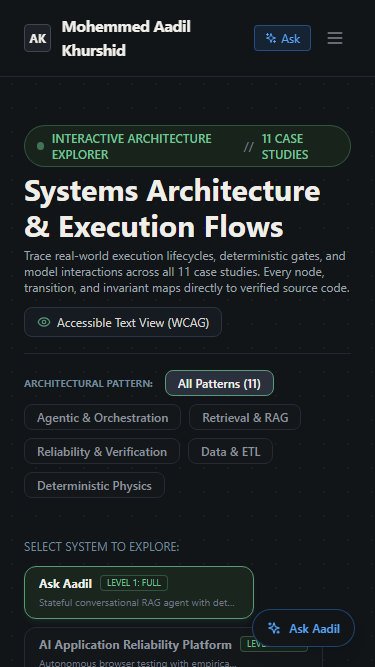 AK
Mohemmed Aadil
Khurshid
Ask
INTERACTIVE ARCHITECTURE
EXPLORER
//
11 CASE
STUDIES
Systems Architecture
& Execution Flows
Trace real-world execution lifecycles, deterministic gates, and
model interactions across all 11 case studies. Every node,
transition, and invariant maps directly to verified source code.
Accessible Text View (WCAG)
ARCHITECTURAL PATTERN:
All Patterns (11)
Agentic & Orchestration
Retrieval & RAG
Reliability & Verification
Data & ETL
Deterministic Physics
SELECT SYSTEM TO EXPLORE:
Ask Aadil
LEVEL 1: FULL
Stateful conversational RAG agent with det...
Ask Aadil
AI Application Reliability Platform
Autonomous browser testing with empirica...